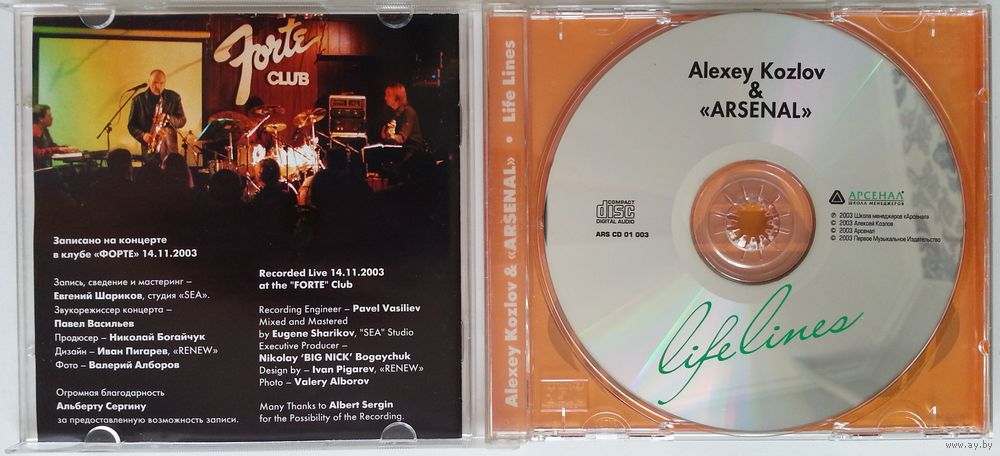 Forte
CLUB
Записано на концерте
в клубе «ФОРТЕ» 14.11.2003
Запись, сведение и мастеринг –
Евгений Шариков, студия «SEA».
Звукорежиссер концерта –
Павел Васильев
Продюсер – Николай Богайчук
Дизайн – Иван Пигарев, «RENEW»
Фото – Валерий Алборов
Огромная благодарность
Альберту Сергину
за предоставленную возможность записи.
Recorded Live 14.11.2003
at the "FORTE" Club
Recording Engineer – Pavel Vasiliev
Mixed and Mastered
by Eugene Sharikov, "SEA" Studio
Executive Producer –
Nikolay ‘BIG NICK’ Bogaychuk
Design by – Ivan Pigarev, «RENEW»
Photo – Valery Alborov
Many Thanks to Albert Sergin
for the Possibility of the Recording.
Alexey Kozlov & «ARSENAL» • Life Lines
Alexey Kozlov
&
«ARSENAL»
COMPACT
disc
DIGITAL AUDIO
ARS CD 01 003
АРСЕНАЛ
ШКОЛА МЕНЕДЖЕРОВ
℗ 2003 Школа менеджеров «Арсенал»
© 2003 Алексей Козлов
© 2003 Арсенал
© 2003 Первое Музыкальное Издательство
lifelines
www.ay.by